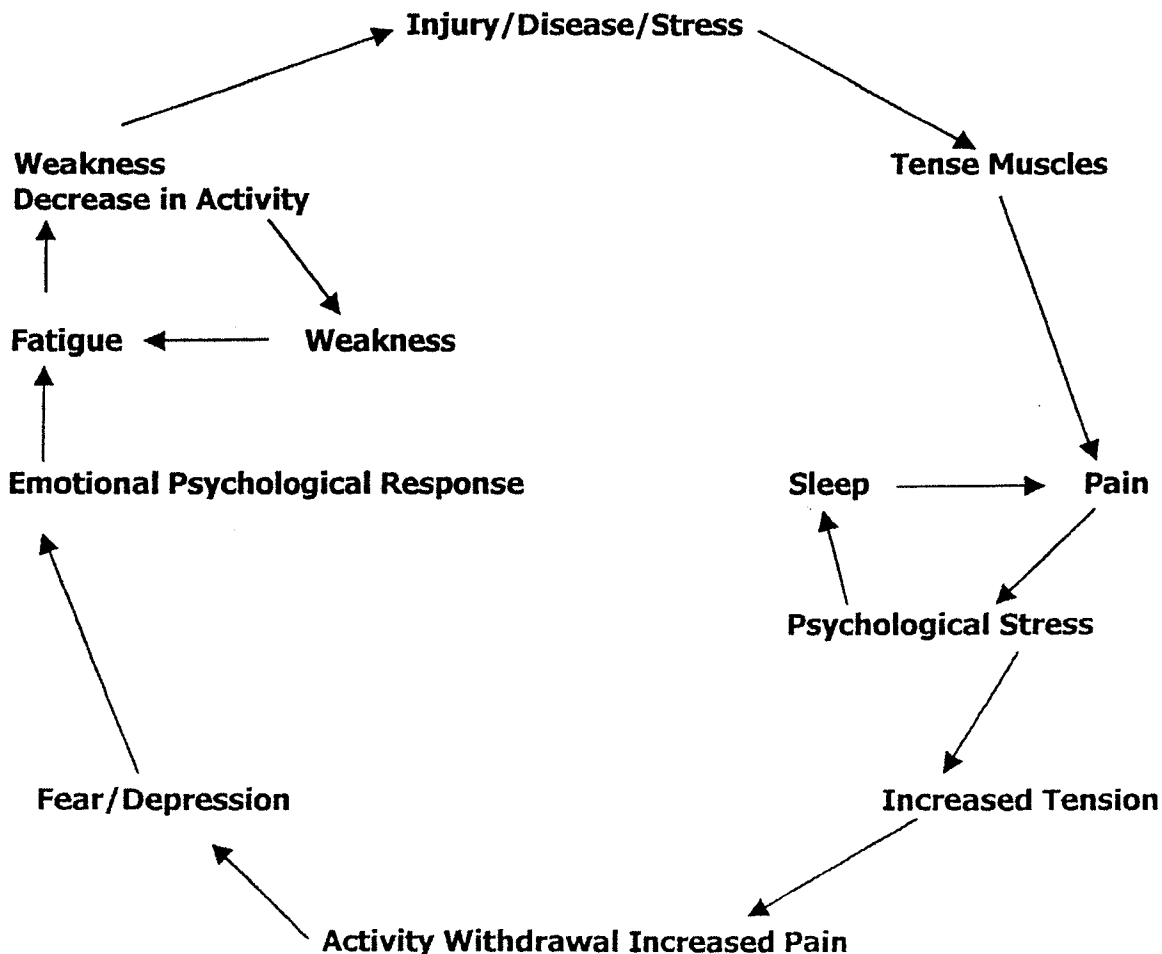 Injury/Disease/Stress
Weakness
Decrease in Activity
Tense Muscles
Fatigue
Weakness
Emotional Psychological Response
Sleep
Pain
Psychological Stress
Fear/Depression
Increased Tension
Activity Withdrawal Increased Pain